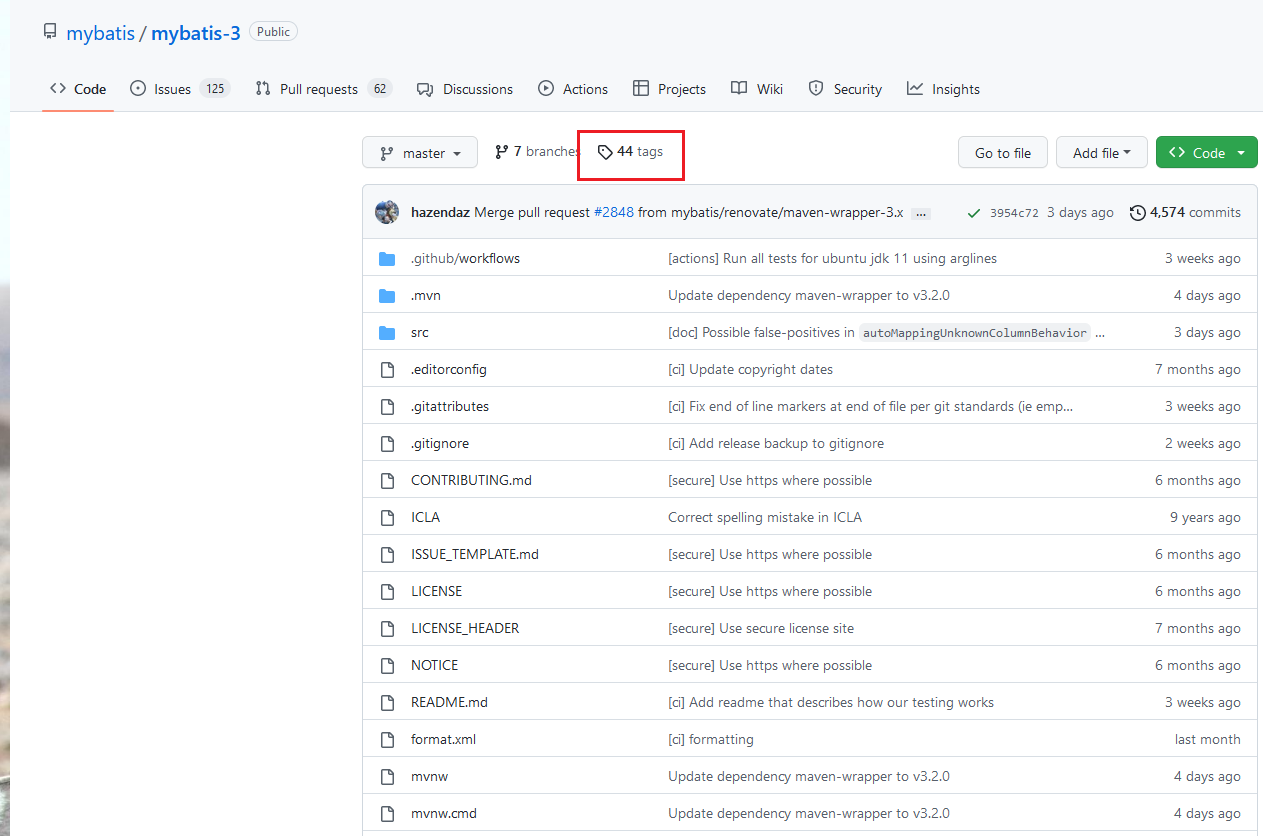 mybatis / mybatis-3 Public
Code Issues 125 Pull requests 62 Discussions Actions Projects Wiki Security Insights
master 7 branches 44 tags Go to file Add file Code
hazendaz Merge pull request #2848 from mybatis/renovate/maven-wrapper-3.x ... 3954c72 3 days ago 4,574 commits
.github/workflows [actions] Run all tests for ubuntu jdk 11 using arglines 3 weeks ago
.mvn Update dependency maven-wrapper to v3.2.0 4 days ago
src [doc] Possible false-positives in autoMappingUnknownColumnBehavior ... 3 days ago
.editorconfig [ci] Update copyright dates 7 months ago
.gitattributes [ci] Fix end of line markers at end of file per git standards (ie emp... 3 weeks ago
.gitignore [ci] Add release backup to gitignore 2 weeks ago
CONTRIBUTING.md [secure] Use https where possible 6 months ago
ICLA Correct spelling mistake in ICLA 9 years ago
ISSUE_TEMPLATE.md [secure] Use https where possible 6 months ago
LICENSE [secure] Use https where possible 6 months ago
LICENSE_HEADER [secure] Use secure license site 7 months ago
NOTICE [secure] Use https where possible 6 months ago
README.md [ci] Add readme that describes how our testing works 3 weeks ago
format.xml [ci] formatting last month
mvnw Update dependency maven-wrapper to v3.2.0 4 days ago
mvnw.cmd Update dependency maven-wrapper to v3.2.0 4 days ago